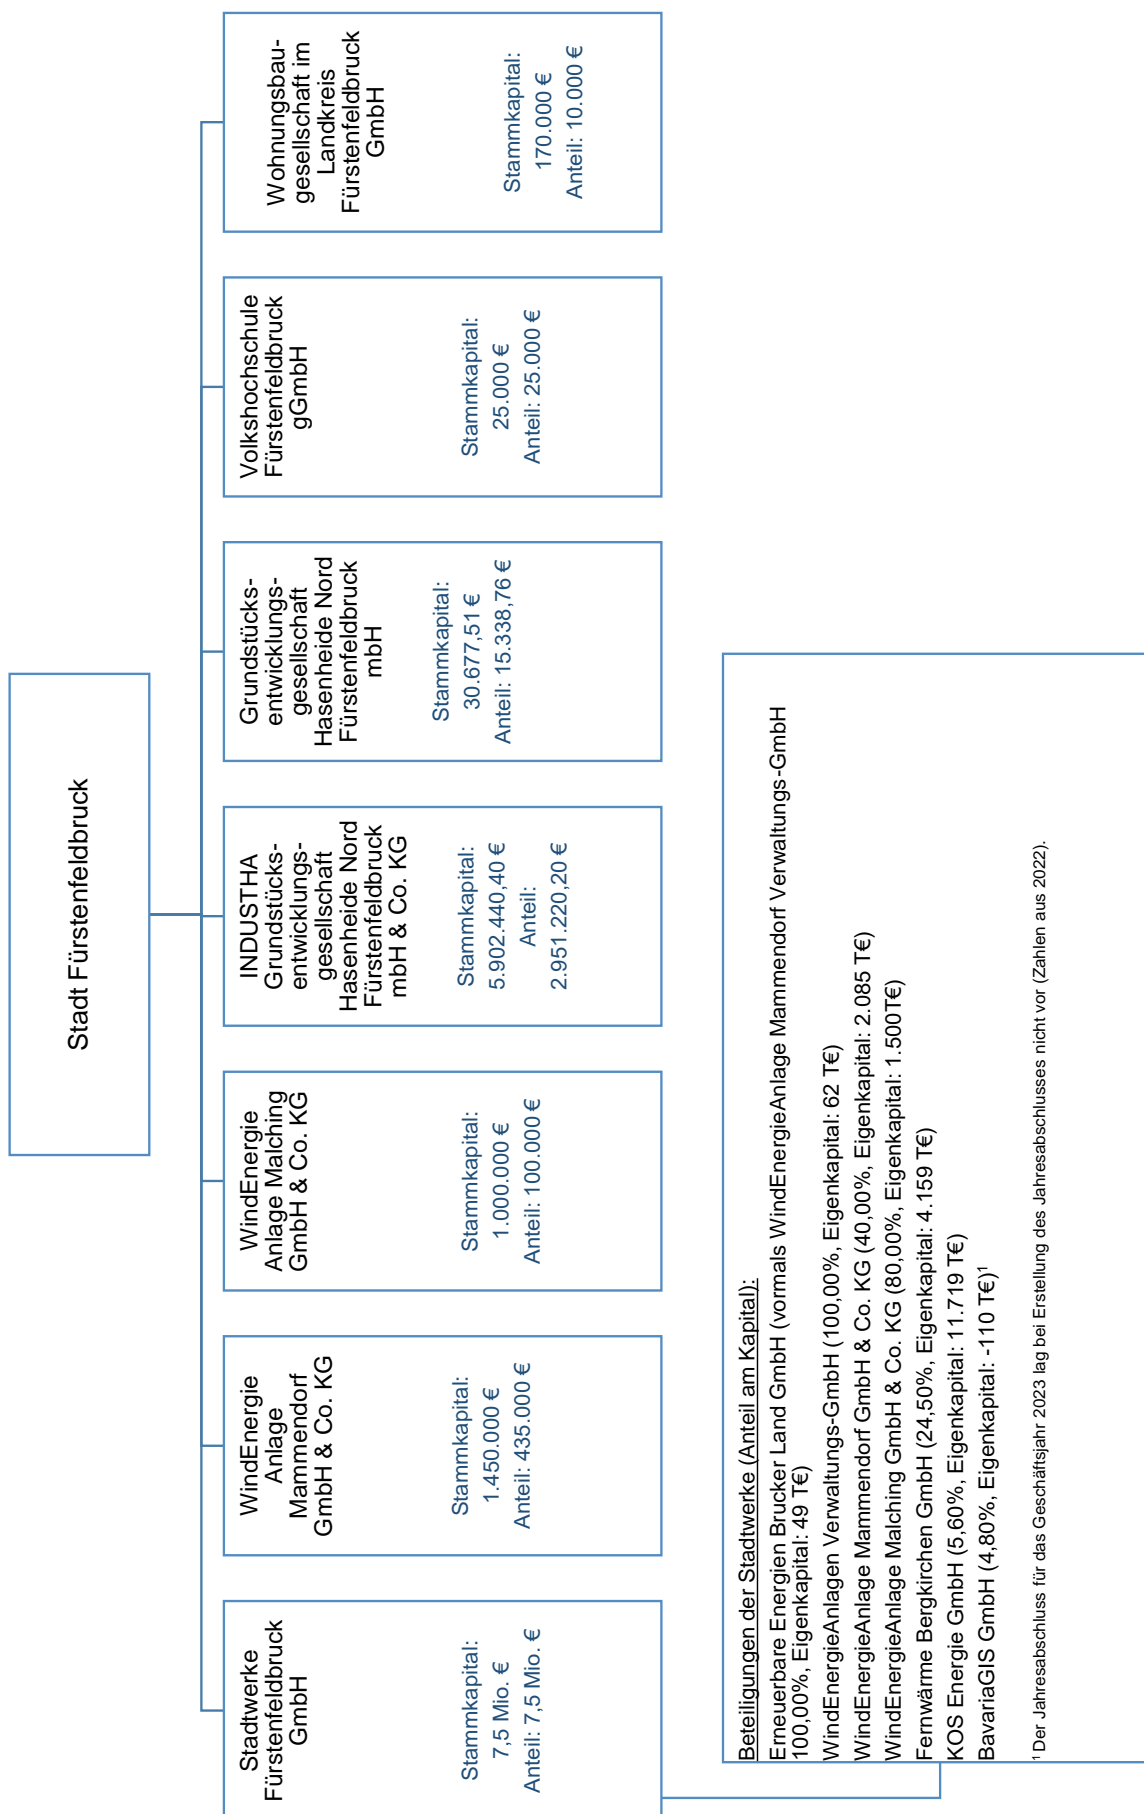 Stadt Fürstenfeldbruck
Stadtwerke
Fürstenfeldbruck
GmbH
Stammkapital:
7,5 Mio. €
Anteil: 7,5 Mio. €
WindEnergie
Anlage
Mammendorf
GmbH & Co. KG
Stammkapital:
1.450.000 €
Anteil: 435.000 €
WindEnergie
Anlage Malching
GmbH & Co. KG
Stammkapital:
1.000.000 €
Anteil: 100.000 €
INDUSTHA
Grundstücks-
entwicklungs-
gesellschaft
Hasenheide Nord
Fürstenfeldbruck
mbH & Co. KG
Stammkapital:
5.902.440,40 €
Anteil:
2.951.220,20 €
Grundstücks-
entwicklungs-
gesellschaft
Hasenheide Nord
Fürstenfeldbruck
mbH
Stammkapital:
30.677,51 €
Anteil: 15.338,76 €
Volkshochschule
Fürstenfeldbruck
gGmbH
Stammkapital:
25.000 €
Anteil: 25.000 €
Wohnungsbau-
gesellschaft im
Landkreis
Fürstenfeldbruck
GmbH
Stammkapital:
170.000 €
Anteil: 10.000 €
Beteiligungen der Stadtwerke (Anteil am Kapital):
Erneuerbare Energien Brucker Land GmbH (vormals WindEnergieAnlage Mammendorf Verwaltungs-GmbH
100,00%, Eigenkapital: 49 T€)
WindEnergieAnlagen Verwaltungs-GmbH (100,00%, Eigenkapital: 62 T€)
WindEnergieAnlage Mammendorf GmbH & Co. KG (40,00%, Eigenkapital: 2.085 T€)
WindEnergieAnlage Malching GmbH & Co. KG (80,00%, Eigenkapital: 1.500T€)
Fernwärme Bergkirchen GmbH (24,50%, Eigenkapital: 4.159 T€)
KOS Energie GmbH (5,60%, Eigenkapital: 11.719 T€)
BavariaGIS GmbH (4,80%, Eigenkapital: -110 T€)¹
¹ Der Jahresabschluss für das Geschäftsjahr 2023 lag bei Erstellung des Jahresabschlusses nicht vor (Zahlen aus 2022).